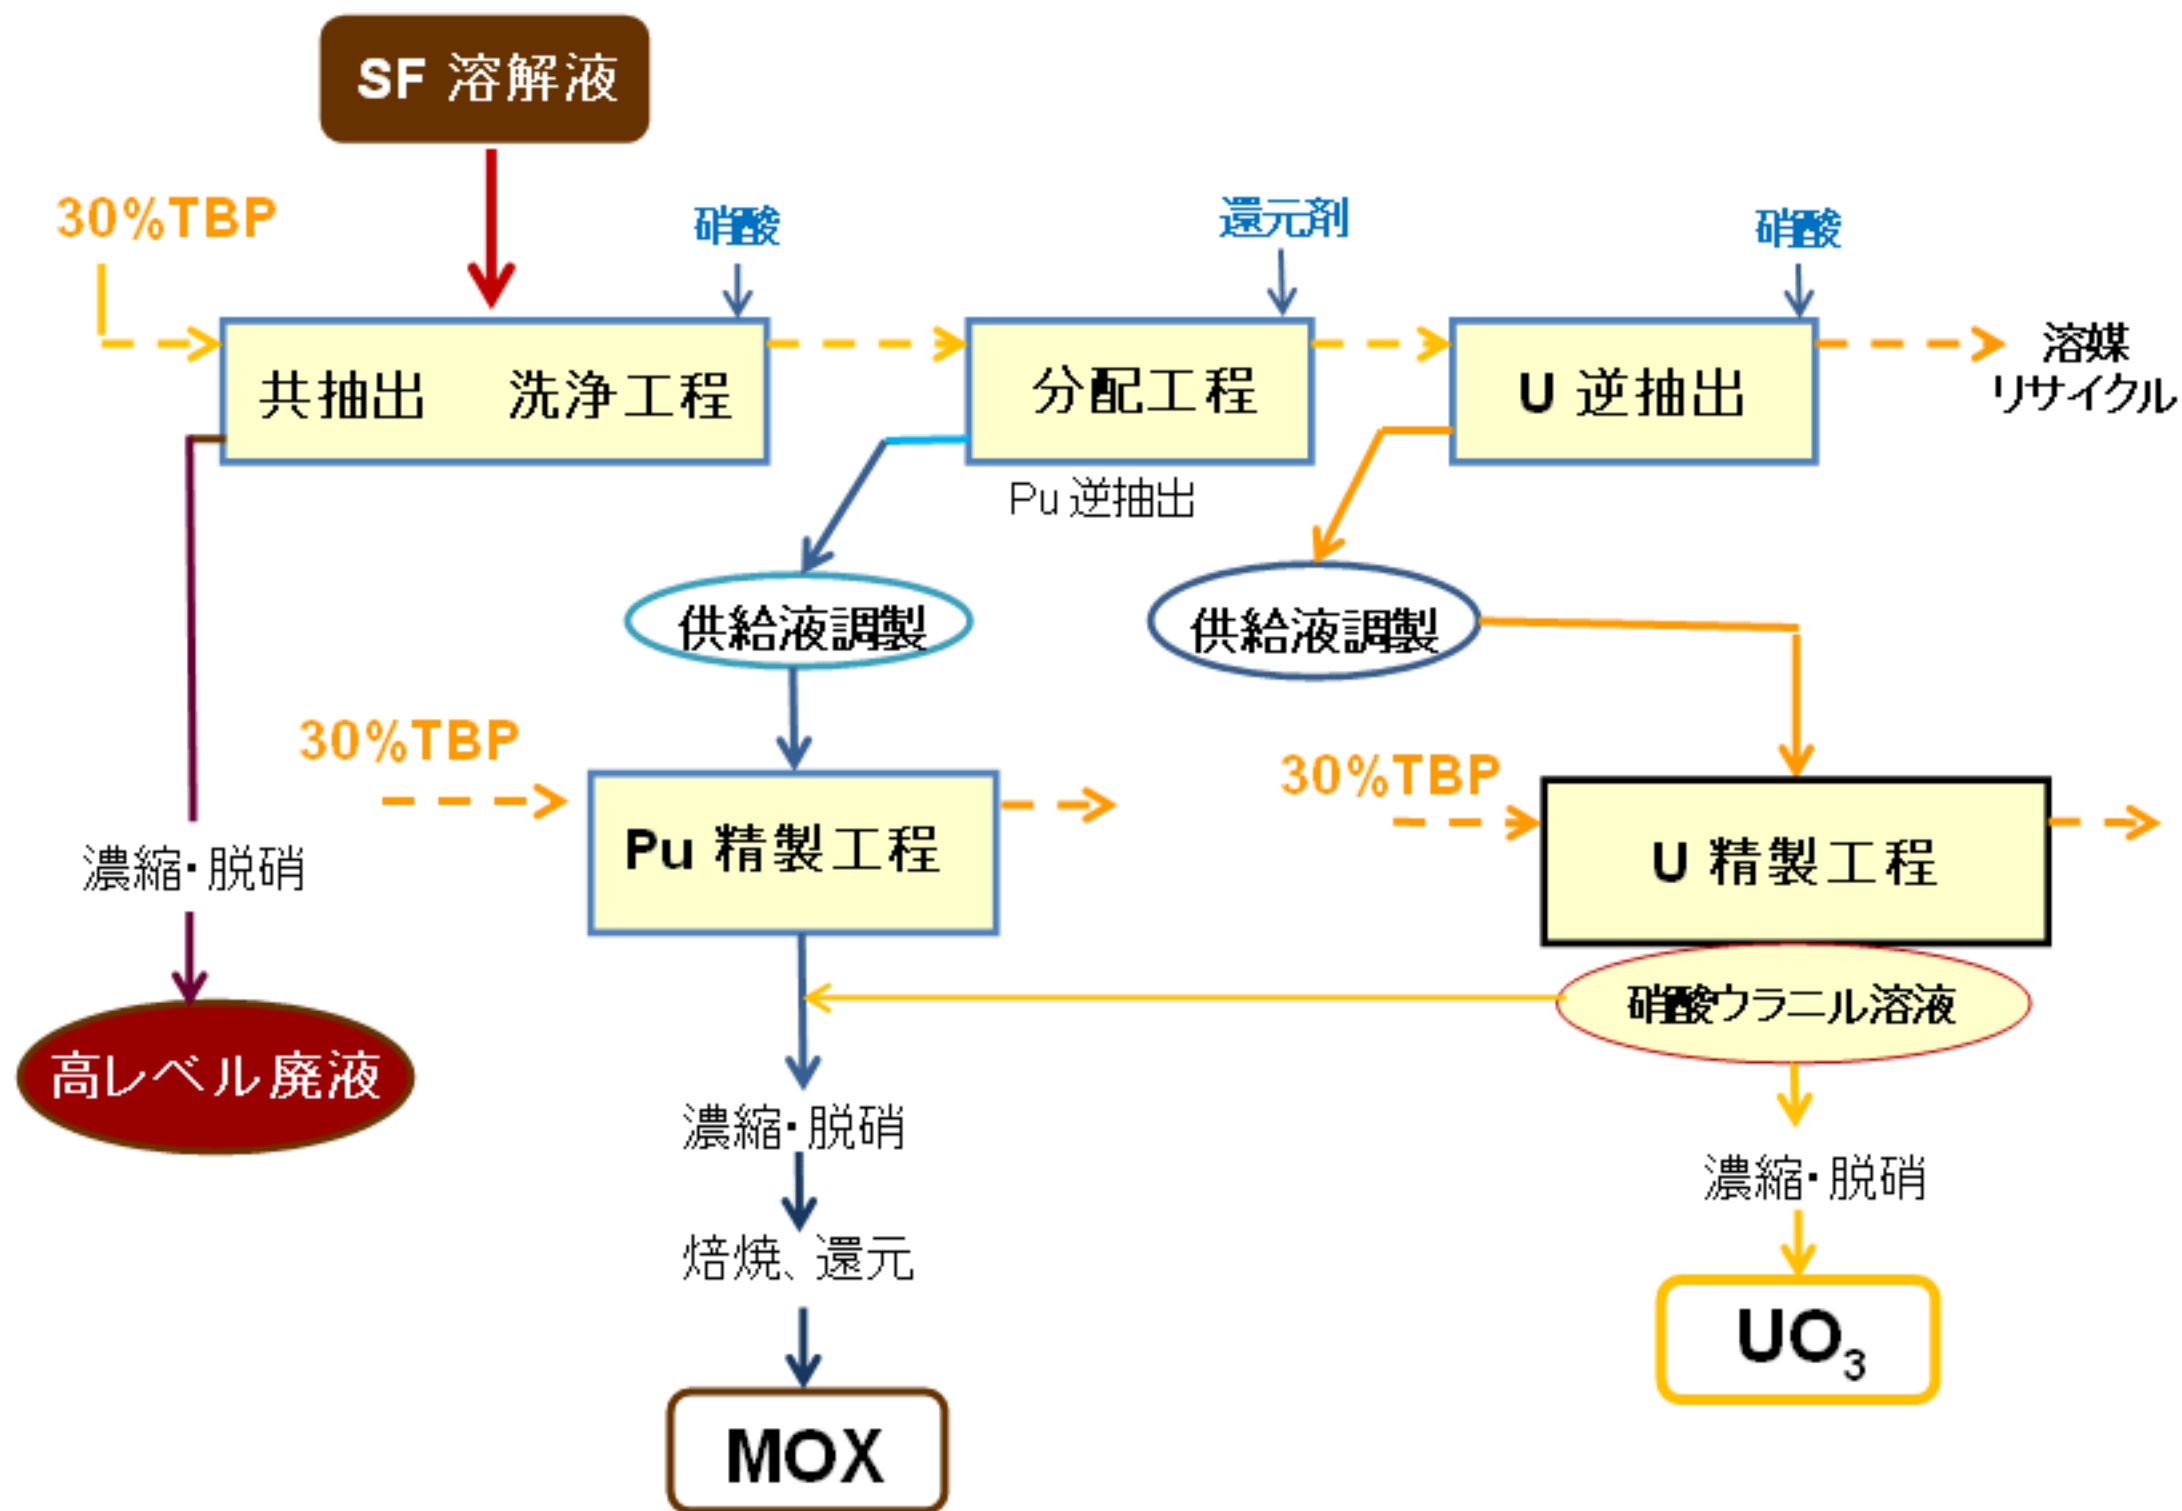 SF 溶解液
30%TBP
硝酸
還元剤
硝酸
共抽出 洗浄工程
分配工程
U 逆抽出
溶媒
リサイクル
Pu 逆抽出
供給液調製
供給液調製
30%TBP
30%TBP
Pu 精製工程
U 精製工程
濃縮・脱硝
硝酸ウラニル溶液
高レベル廃液
濃縮・脱硝
濃縮・脱硝
焙焼、還元
UO₃
MOX